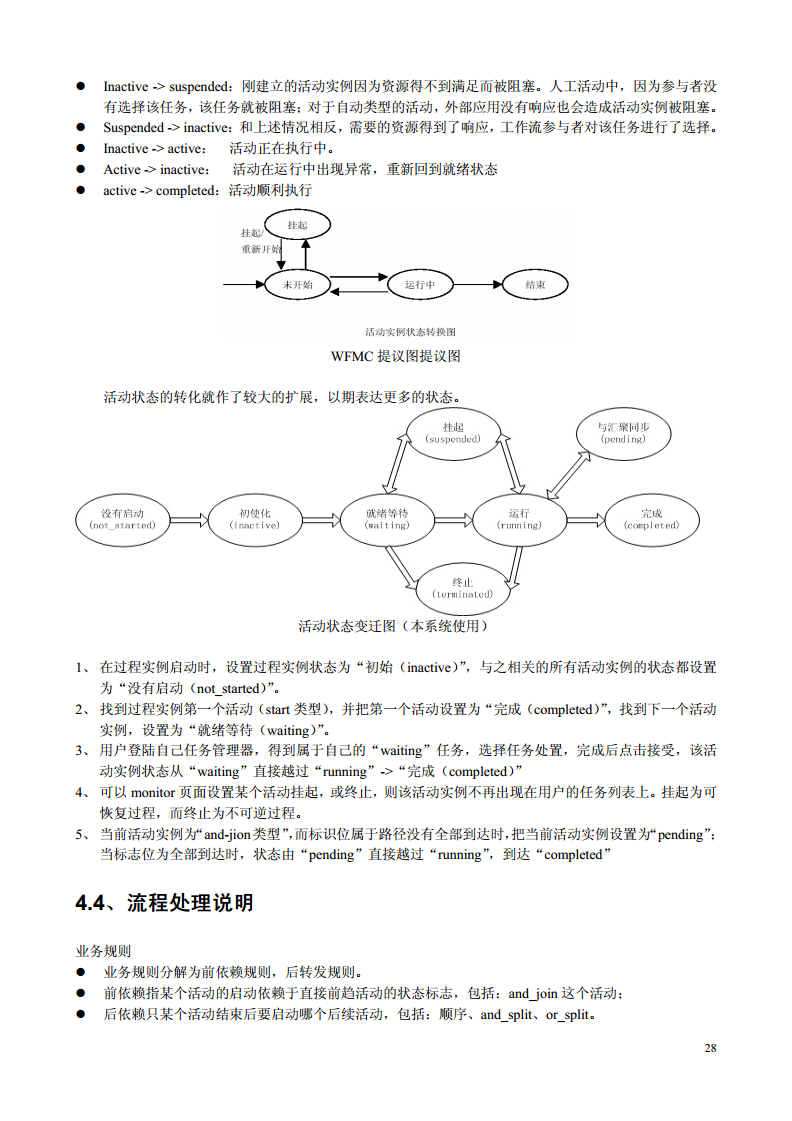 ● Inactive -> suspended：刚建立的活动实例因为资源得不到满足而被阻塞。人工活动中，因为参与者没
有选择该任务，该任务就被阻塞；对于自动类型的活动，外部应用没有响应也会造成活动实例被阻塞。
● Suspended -> inactive：和上述情况相反，需要的资源得到了响应，工作流参与者对该任务进行了选择。
● Inactive -> active： 活动正在执行中。
● Active -> inactive： 活动在运行中出现异常，重新回到就绪状态
● active -> completed：活动顺利执行
挂起
挂起/
重新开始
未开始
运行中
结束
活动实例状态转换图
WFMC 提议图提议图
活动状态的转化就作了较大的扩展，以期表达更多的状态。
挂起
(suspended)
与汇聚同步
(pending)
没有启动
(not_started)
初使化
(inactive)
就绪等待
(waiting)
运行
(running)
完成
(completed)
终止
(terminated)
活动状态变迁图（本系统使用）
1、 在过程实例启动时，设置过程实例状态为“初始（inactive）”，与之相关的所有活动实例的状态都设置
为“没有启动（not_started）”。
2、 找到过程实例第一个活动（start 类型），并把第一个活动设置为“完成（completed）”，找到下一个活动
实例，设置为“就绪等待（waiting）”。
3、 用户登陆自己任务管理器，得到属于自己的“waiting”任务，选择任务处置，完成后点击接受，该活
动实例状态从“waiting”直接越过“running”->“完成（completed）”
4、 可以 monitor 页面设置某个活动挂起，或终止，则该活动实例不再出现在用户的任务列表上。挂起为可
恢复过程，而终止为不可逆过程。
5、 当前活动实例为“and-jion 类型”，而标识位属于路径没有全部到达时，把当前活动实例设置为“pending”；
当标志位为全部到达时，状态由“pending”直接越过“running”，到达“completed”
4.4、流程处理说明
业务规则
● 业务规则分解为前依赖规则，后转发规则。
● 前依赖指某个活动的启动依赖于直接前趋活动的状态标志，包括：and_join 这个活动；
● 后依赖只某个活动结束后要启动哪个后续活动，包括：顺序、and_split、or_split。
28